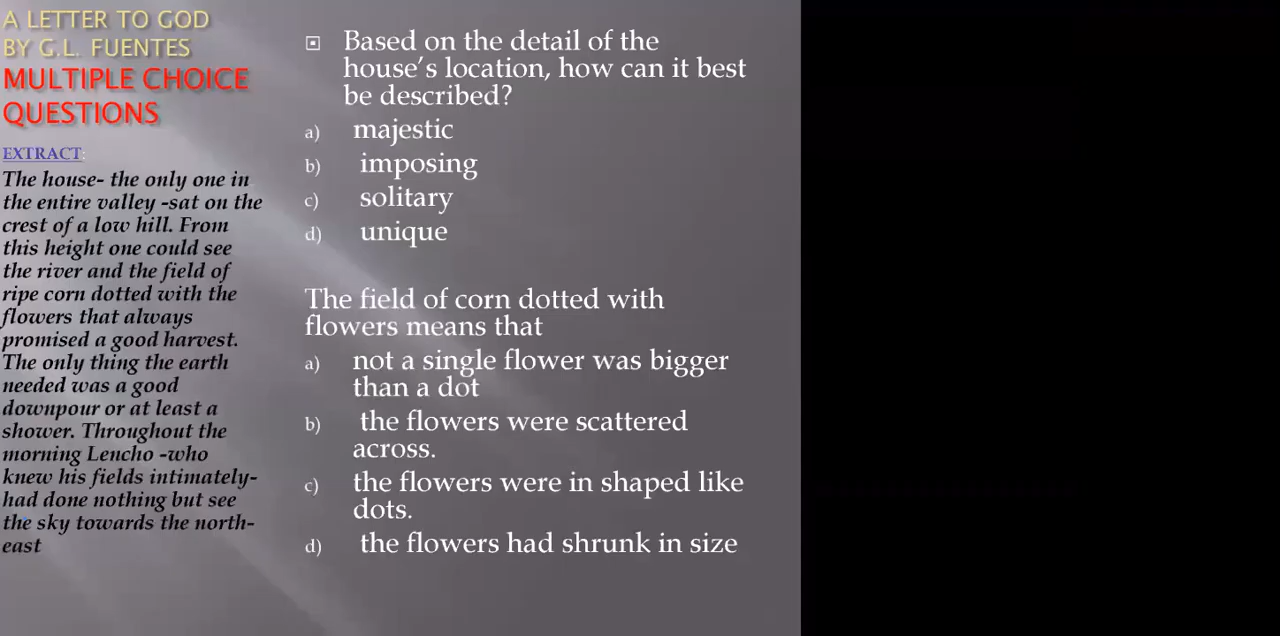 A LETTER TO GOD
BY G.L. FUENTES
MULTIPLE CHOICE
QUESTIONS
EXTRACT:
The house- the only one in
the entire valley -sat on the
crest of a low hill. From
this height one could see
the river and the field of
ripe corn dotted with the
flowers that always
promised a good harvest.
The only thing the earth
needed was a good
downpour or at least a
shower. Throughout the
morning Lencho -who
knew his fields intimately-
had done nothing but see
the sky towards the north-
east
Based on the detail of the
house's location, how can it best
be described?
a) majestic
b) imposing
c) solitary
d) unique
The field of corn dotted with
flowers means that
a) not a single flower was bigger
than a dot
b) the flowers were scattered
across.
c) the flowers were in shaped like
dots.
d) the flowers had shrunk in size